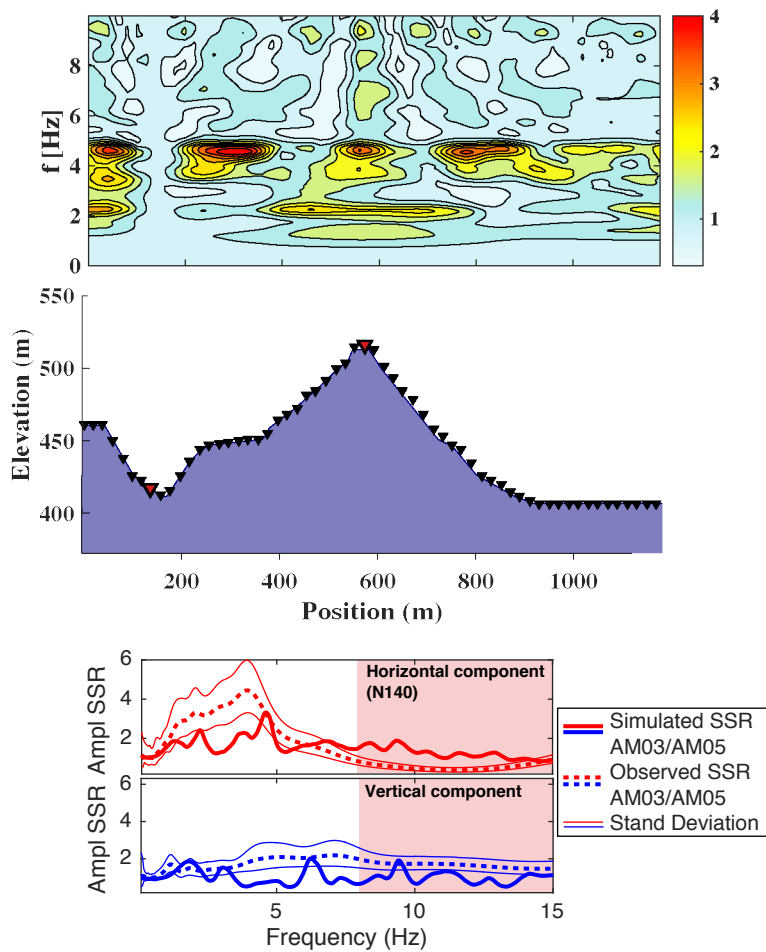 f [Hz]
8
6
4
2
0
4
3
2
1
Elevation (m)
550
500
450
400
200
400
600
800
1000
Position (m)
Ampl SSR
6
4
2
Horizontal component
(N140)
Ampl SSR
6
4
2
Vertical component
5
10
15
Frequency (Hz)
Simulated SSR
AM03/AM05
Observed SSR
AM03/AM05
Stand Deviation